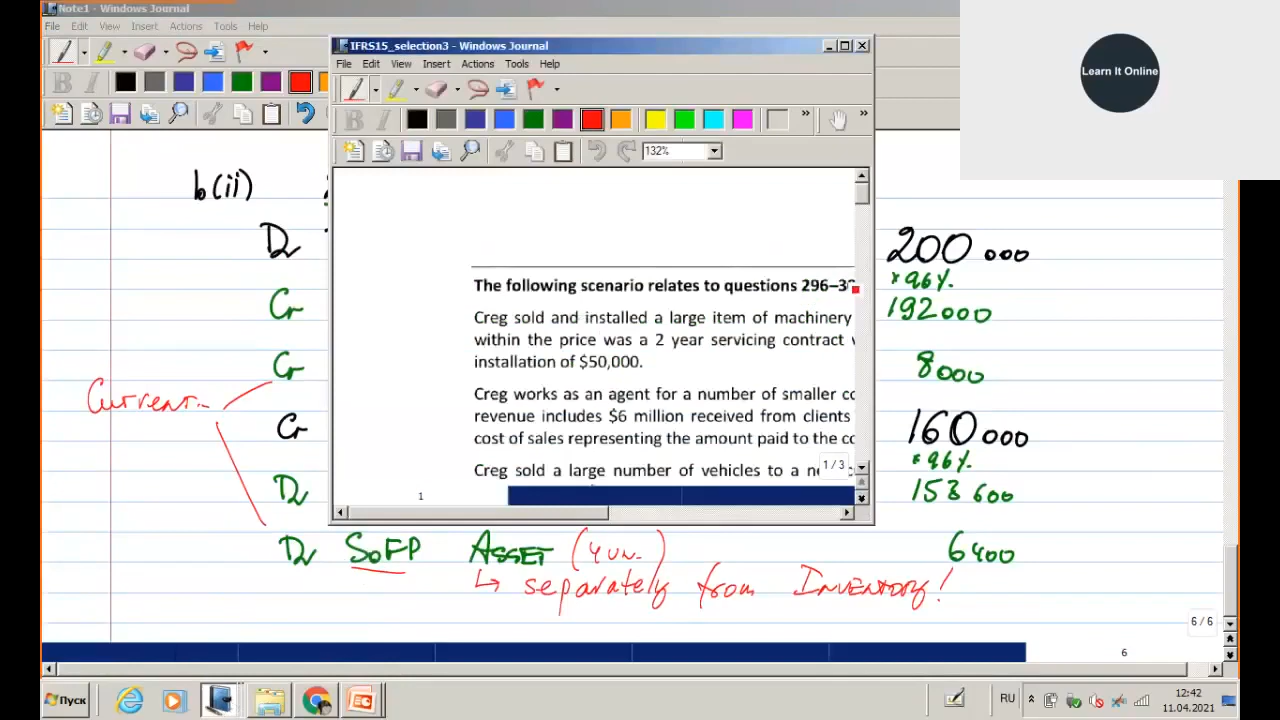 Note1 - Windows Journal
File Edit View Insert Actions Tools Help
IFRS15_selection3 - Windows Journal
File Edit View Insert Actions Tools Help
Learn It Online
B I
B I
132%
b(ii)
Dr 200 000
* 96%.
Cr 192 000
Cr 8000
Current
Cr 160 000
* 96%.
Dr 153 600
Dr SoFP ASSET (4 un.) 6400
↳ separately from INVENTORY!
The following scenario relates to questions 296–3
Creg sold and installed a large item of machinery
within the price was a 2 year servicing contract
installation of $50,000.
Creg works as an agent for a number of smaller co
revenue includes $6 million received from clients
cost of sales representing the amount paid to the co
Creg sold a large number of vehicles to a
1/3
1
6 / 6
6
Пуск
RU
12:42
11.04.2021